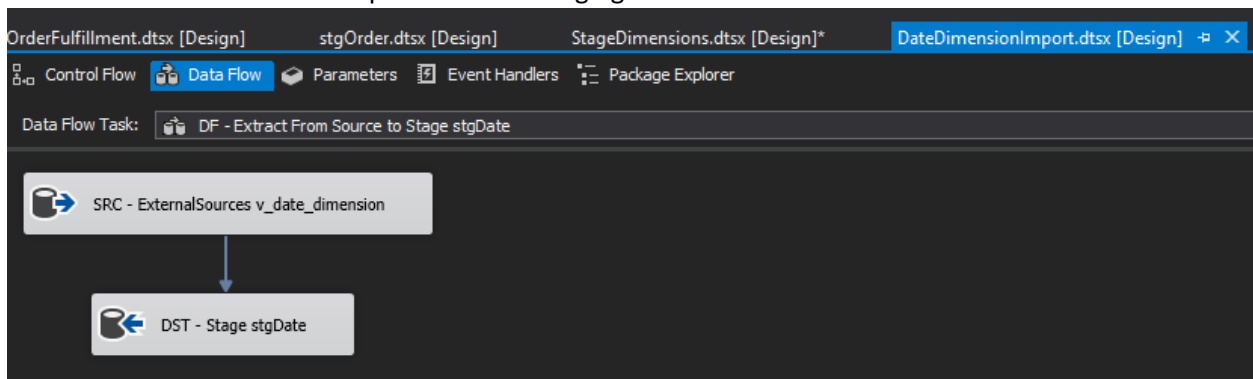 OrderFulfillment.dtsx [Design] stgOrder.dtsx [Design] StageDimensions.dtsx [Design]* DateDimensionImport.dtsx [Design]
Control Flow Data Flow Parameters Event Handlers Package Explorer
Data Flow Task: DF - Extract From Source to Stage stgDate
SRC - ExternalSources v_date_dimension
DST - Stage stgDate